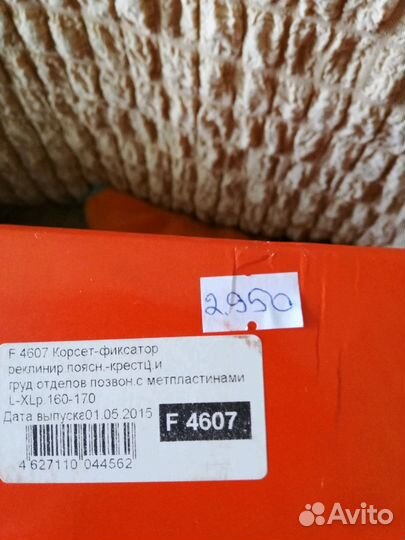 2950
F 4607 Корсет-фиксатор
реклинир.поясн.-крестц.и
груд.отделов позвон.с метпластинами
L-XLр.160-170
Дата выпуска01.05.2015
F 4607
4 627110 044562
Avito